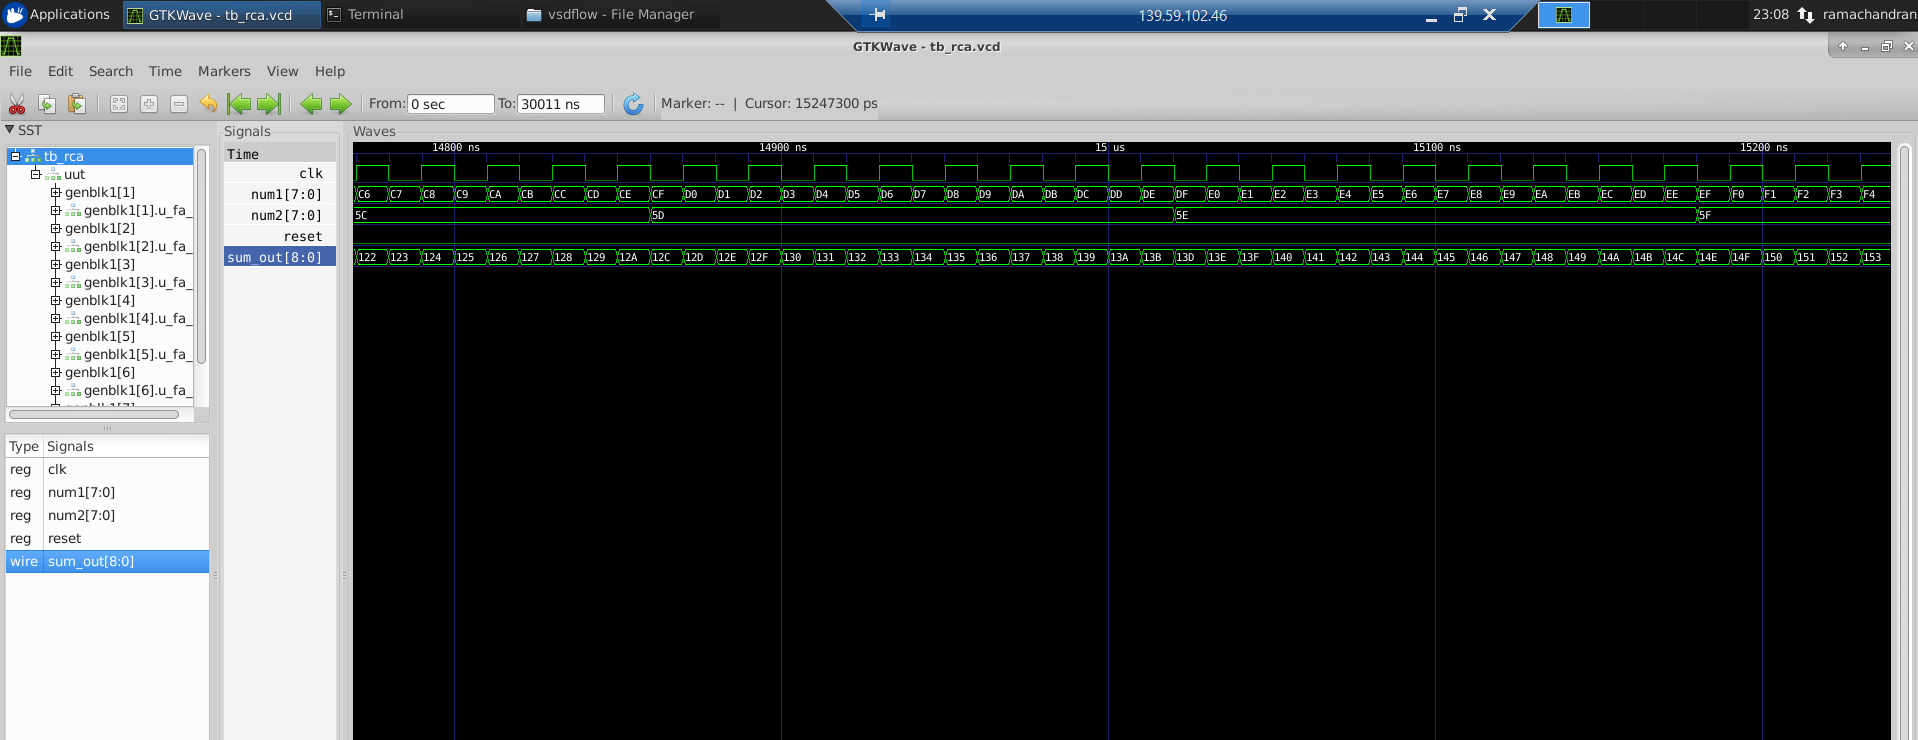 Applications GTKWave - tb_rca.vcd Terminal vsdflow - File Manager 139.59.102.46 23:08 ramachandran
GTKWave - tb_rca.vcd
File Edit Search Time Markers View Help
From: 0 sec To: 30011 ns Marker: -- | Cursor: 15247300 ps
SST
tb_rca
uut
genblk1[1]
genblk1[1].u_fa_
genblk1[2]
genblk1[2].u_fa_
genblk1[3]
genblk1[3].u_fa_
genblk1[4]
genblk1[4].u_fa_
genblk1[5]
genblk1[5].u_fa_
genblk1[6]
genblk1[6].u_fa_
Type Signals
reg clk
reg num1[7:0]
reg num2[7:0]
reg reset
wire sum_out[8:0]
Signals
Time
clk
num1[7:0]
num2[7:0]
reset
sum_out[8:0]
Waves
14800 ns 14900 ns 15 us 15100 ns 15200 ns
C6 C7 C8 C9 CA CB CC CD CE CF D0 D1 D2 D3 D4 D5 D6 D7 D8 D9 DA DB DC DD DE DF E0 E1 E2 E3 E4 E5 E6 E7 E8 E9 EA EB EC ED EE EF F0 F1 F2 F3 F4
5C 5D 5E 5F
122 123 124 125 126 127 128 129 12A 12C 12D 12E 12F 130 131 132 133 134 135 136 137 138 139 13A 13B 13D 13E 13F 140 141 142 143 144 145 146 147 148 149 14A 14B 14C 14E 14F 150 151 152 153